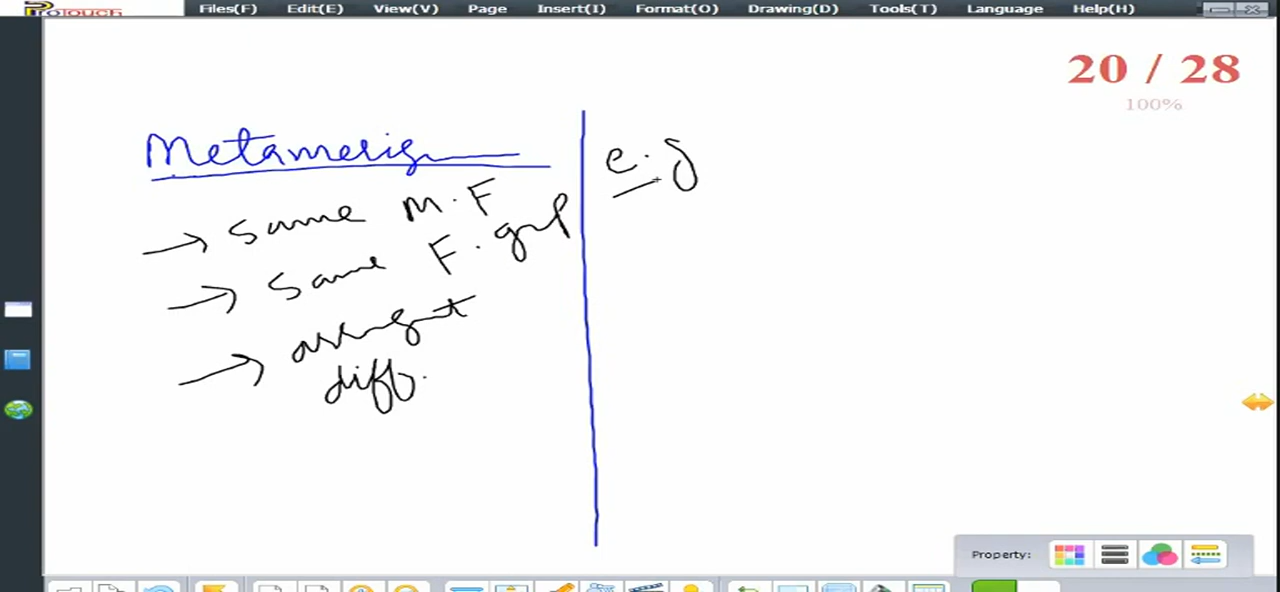 PROTOUCH
Files(F) Edit(E) View(V) Page Insert(I) Format(O) Drawing(D) Tools(T) Language Help(H)
20 / 28
100%
Metamerism
→ Same M.F
→ Same F. grp
→ diff.
e.g
Property: